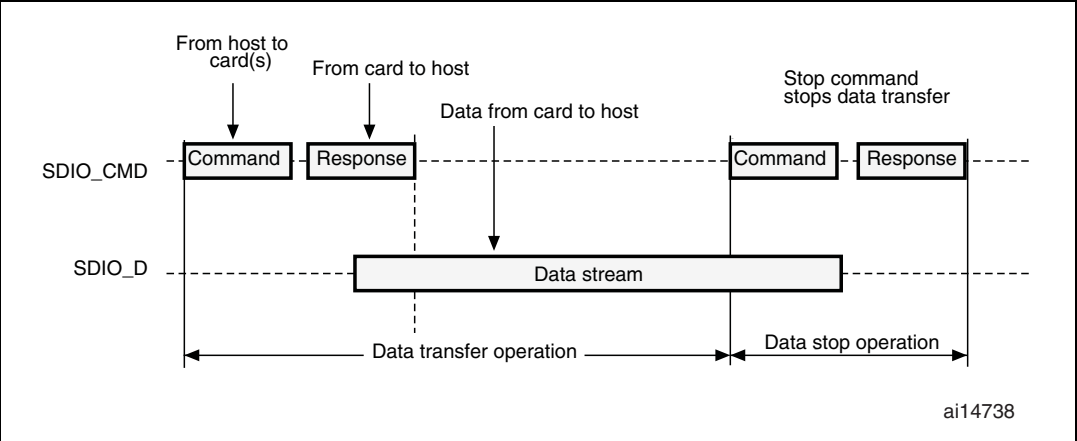 From host to
card(s)
From card to host
Data from card to host
Stop command
stops data transfer
SDIO_CMD
Command
Response
Command
Response
SDIO_D
Data stream
Data transfer operation
Data stop operation
ai14738